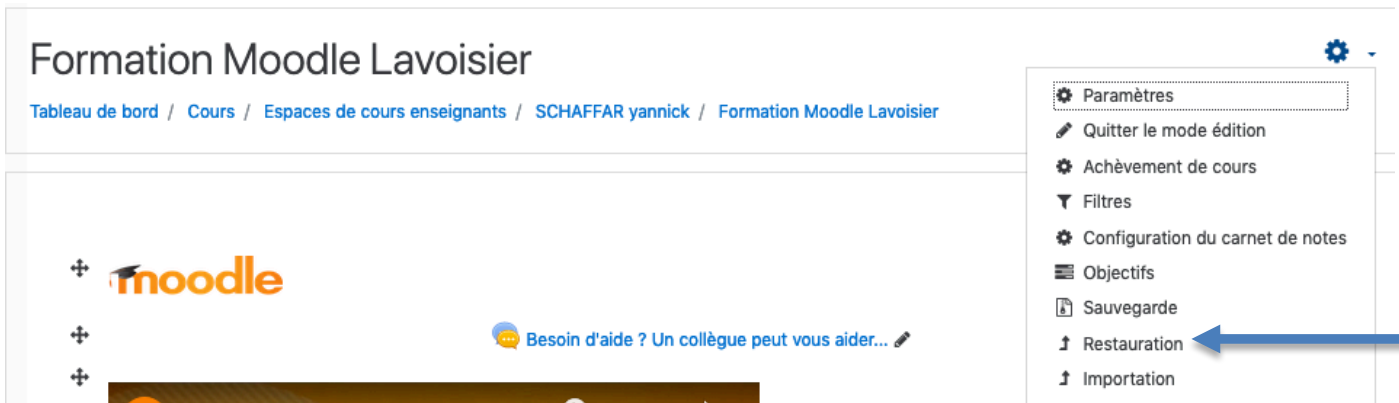 Formation Moodle Lavoisier
Tableau de bord / Cours / Espaces de cours enseignants / SCHAFFAR yannick / Formation Moodle Lavoisier
Paramètres
Quitter le mode édition
Achèvement de cours
Filtres
Configuration du carnet de notes
Objectifs
Sauvegarde
Restauration
Importation
moodle
Besoin d'aide ? Un collègue peut vous aider...